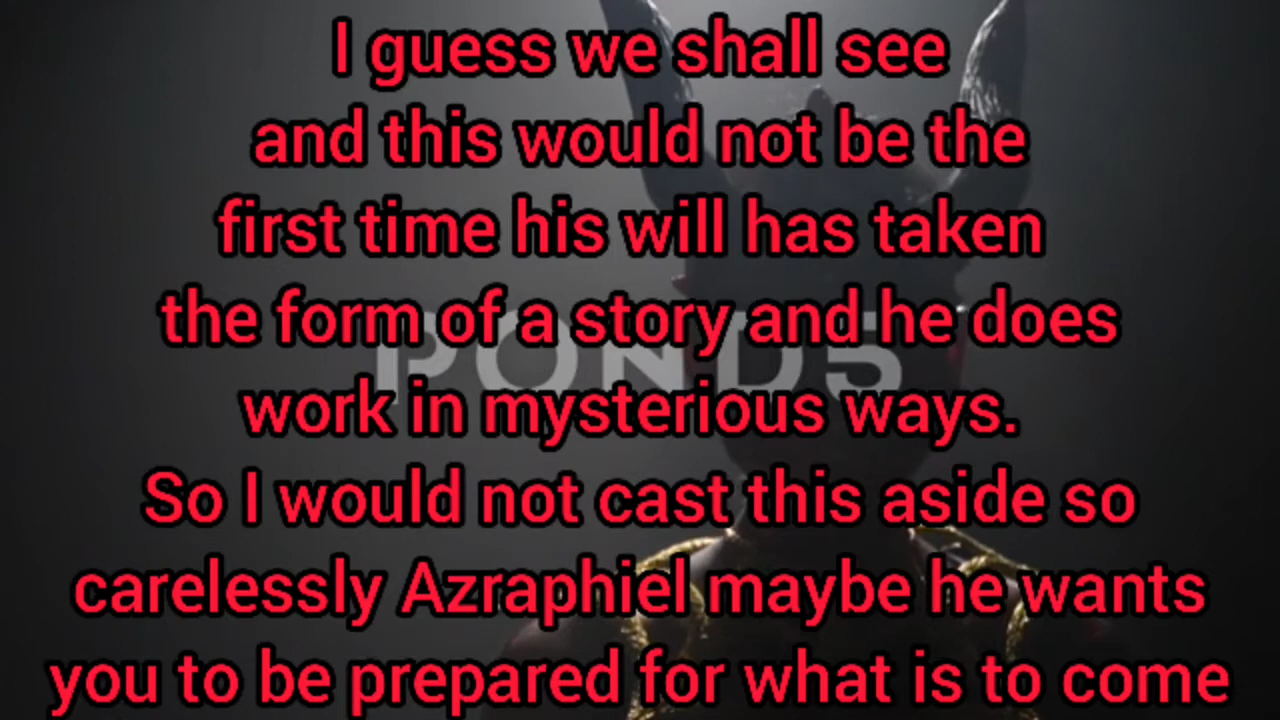 I guess we shall see
and this would not be the
first time his will has taken
the form of a story and he does
POND5
work in mysterious ways.
So I would not cast this aside so
carelessly Azraphiel maybe he wants
you to be prepared for what is to come